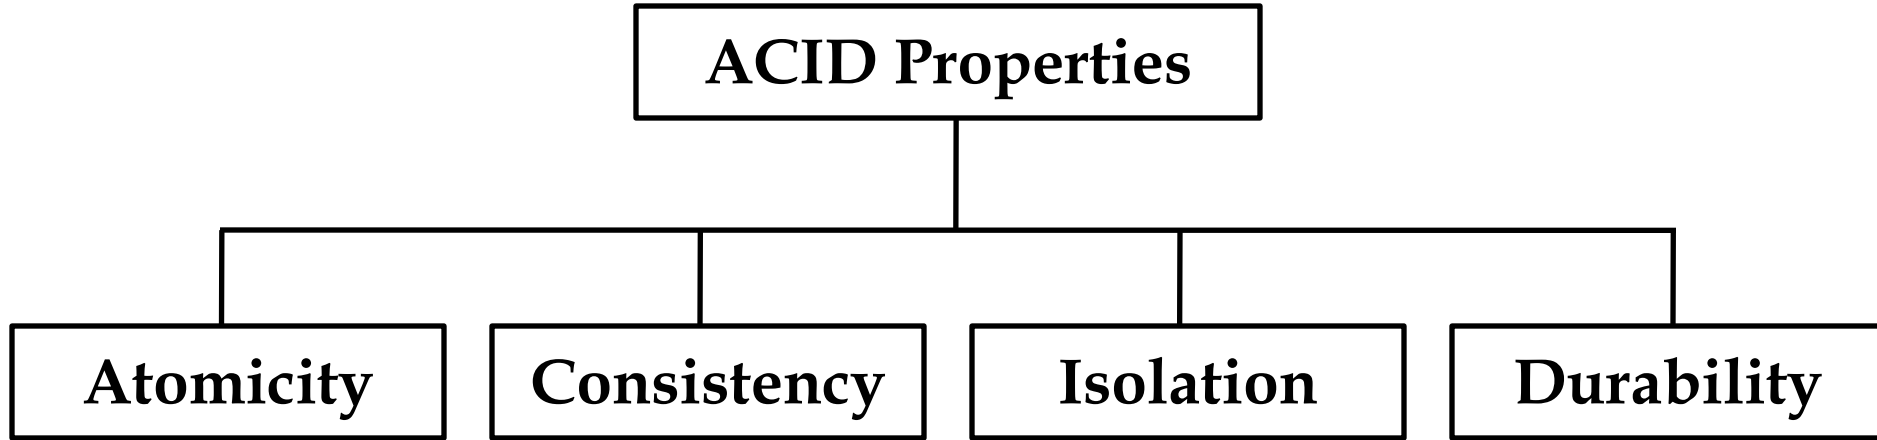 ACID Properties
Atomicity
Consistency
Isolation
Durability